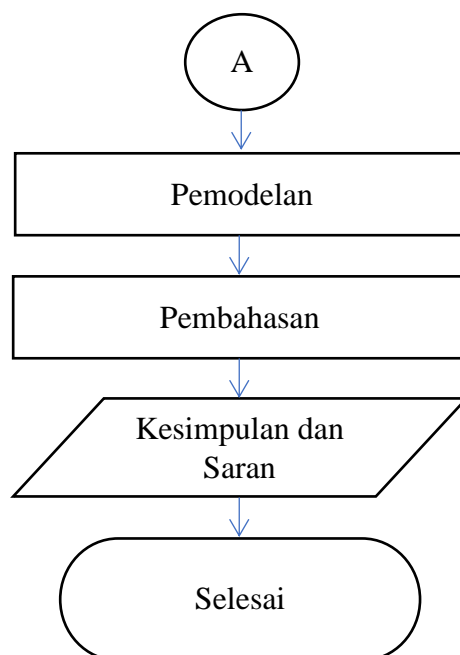 A
Pemodelan
Pembahasan
Kesimpulan dan
Saran
Selesai